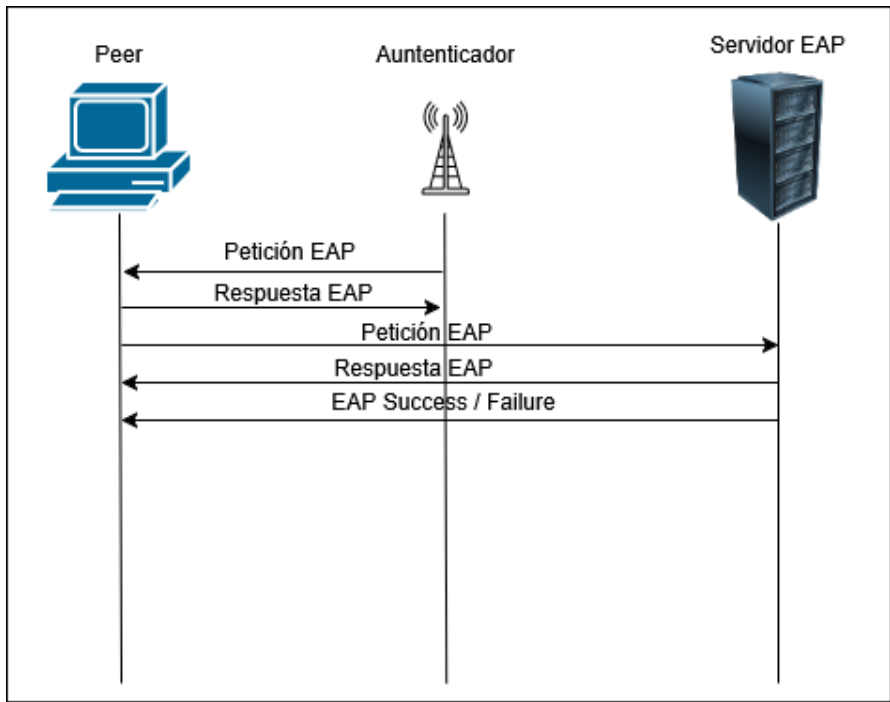 Peer
Auntenticador
Servidor EAP
Petición EAP
Respuesta EAP
Petición EAP
Respuesta EAP
EAP Success / Failure